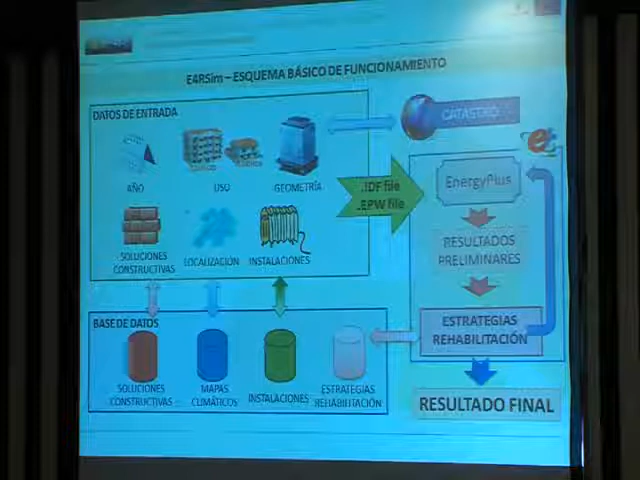 E4RSim – ESQUEMA BÁSICO DE FUNCIONAMIENTO
DATOS DE ENTRADA
CATASTRO
AÑO
USO
GEOMETRÍA
.IDF file
.EPW file
EnergyPlus
SOLUCIONES
CONSTRUCTIVAS
LOCALIZACIÓN
INSTALACIONES
RESULTADOS
PRELIMINARES
BASE DE DATOS
ESTRATEGIAS
REHABILITACIÓN
SOLUCIONES
CONSTRUCTIVAS
MAPAS
CLIMÁTICOS
INSTALACIONES
ESTRATEGIAS
REHABILITACIÓN
RESULTADO FINAL